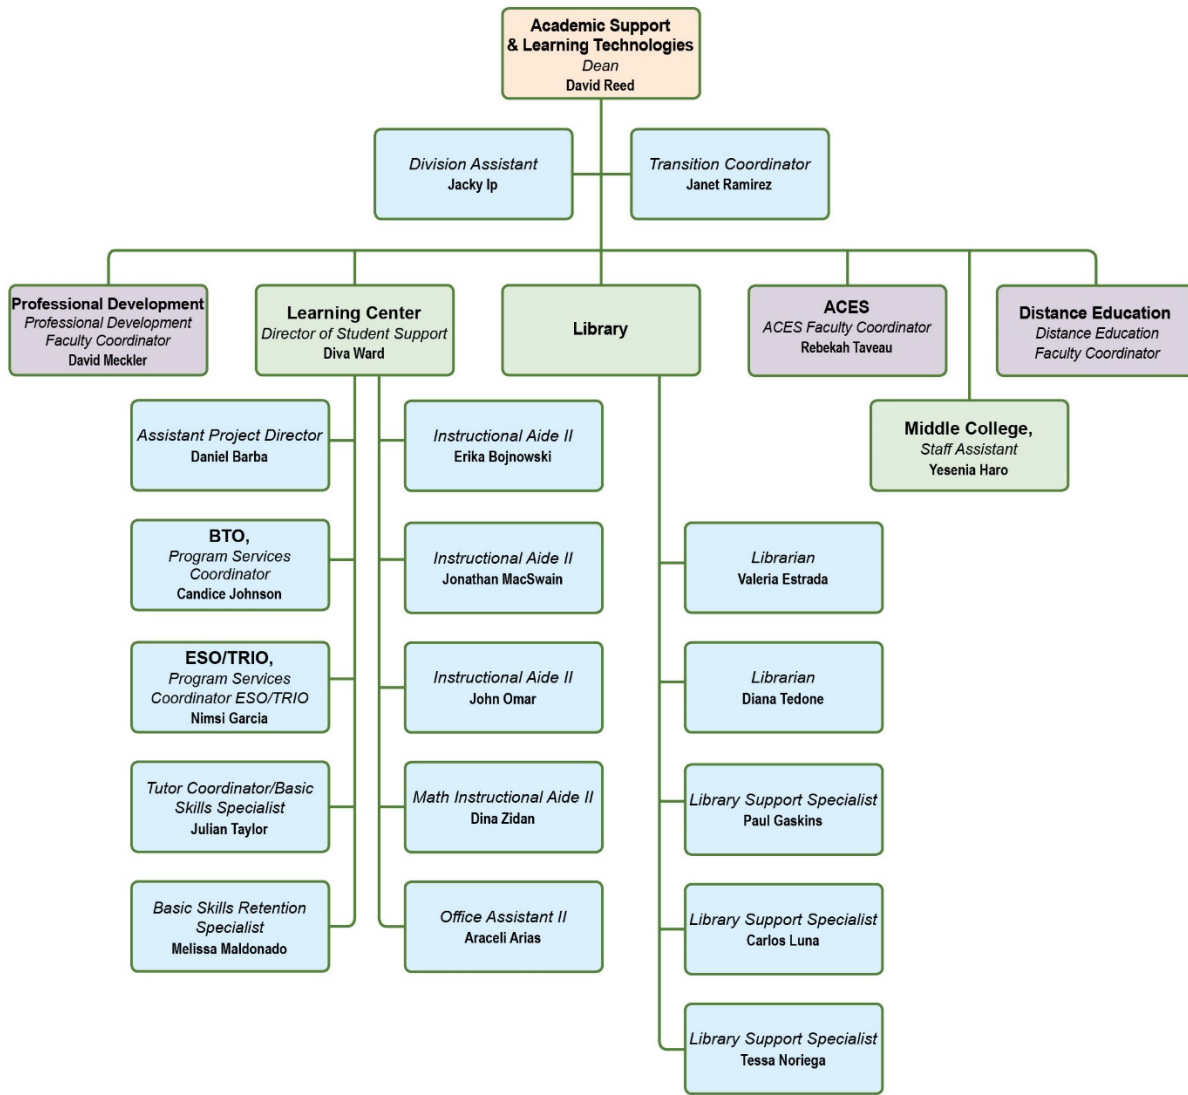 Academic Support
& Learning Technologies
Dean
David Reed
Division Assistant
Jacky Ip
Transition Coordinator
Janet Ramirez
Professional Development
Professional Development
Faculty Coordinator
David Meckler
Learning Center
Director of Student Support
Diva Ward
Library
ACES
ACES Faculty Coordinator
Rebekah Taveau
Distance Education
Distance Education
Faculty Coordinator
Middle College,
Staff Assistant
Yesenia Haro
Assistant Project Director
Daniel Barba
BTO,
Program Services
Coordinator
Candice Johnson
ESO/TRIO,
Program Services
Coordinator ESO/TRIO
Nimsi Garcia
Tutor Coordinator/Basic
Skills Specialist
Julian Taylor
Basic Skills Retention
Specialist
Melissa Maldonado
Instructional Aide II
Erika Bojnowski
Instructional Aide II
Jonathan MacSwain
Instructional Aide II
John Omar
Math Instructional Aide II
Dina Zidan
Office Assistant II
Araceli Arias
Librarian
Valeria Estrada
Librarian
Diana Tedone
Library Support Specialist
Paul Gaskins
Library Support Specialist
Carlos Luna
Library Support Specialist
Tessa Noriega